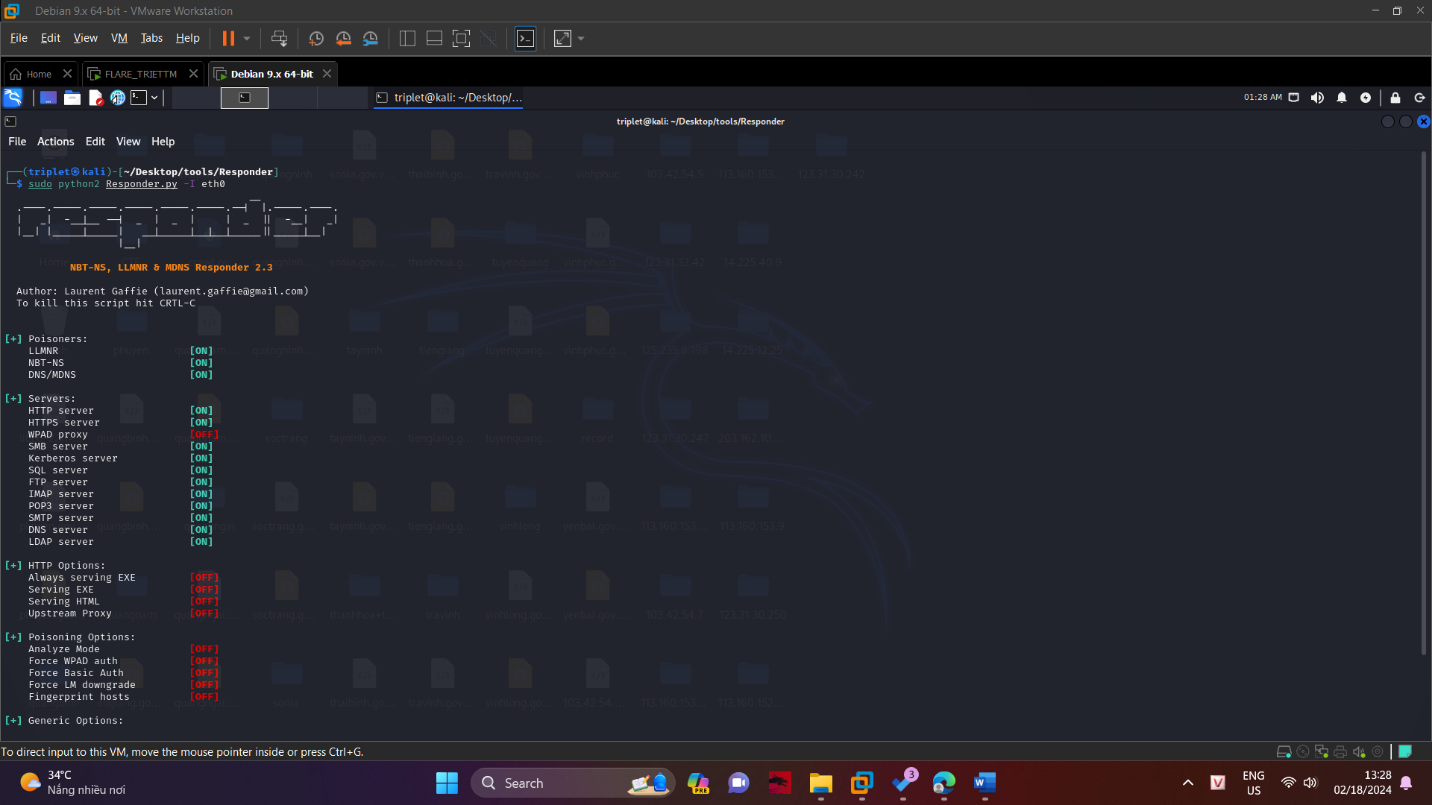 Debian 9.x 64-bit - VMware Workstation
File Edit View VM Tabs Help
Home FLARE_TRIETTM Debian 9.x 64-bit
triplet@kali: ~/Desktop/... 01:28 AM
triplet@kali: ~/Desktop/tools/Responder
File Actions Edit View Help
(triplet㉿kali)-[~/Desktop/tools/Responder]
$ sudo python2 Responder.py -I eth0
NBT-NS, LLMNR & MDNS Responder 2.3
Author: Laurent Gaffie (laurent.gaffie@gmail.com)
To kill this script hit CRTL-C
[+] Poisoners:
LLMNR [ON]
NBT-NS [ON]
DNS/MDNS [ON]
[+] Servers:
HTTP server [ON]
HTTPS server [ON]
WPAD proxy [OFF]
SMB server [ON]
Kerberos server [ON]
SQL server [ON]
FTP server [ON]
IMAP server [ON]
POP3 server [ON]
SMTP server [ON]
DNS server [ON]
LDAP server [ON]
[+] HTTP Options:
Always serving EXE [OFF]
Serving EXE [OFF]
Serving HTML [OFF]
Upstream Proxy [OFF]
[+] Poisoning Options:
Analyze Mode [OFF]
Force WPAD auth [OFF]
Force Basic Auth [OFF]
Force LM downgrade [OFF]
Fingerprint hosts [OFF]
[+] Generic Options:
To direct input to this VM, move the mouse pointer inside or press Ctrl+G.
34°C
Nắng nhiều nơi
Search
PRE
3
V
ENG
US
13:28
02/18/2024